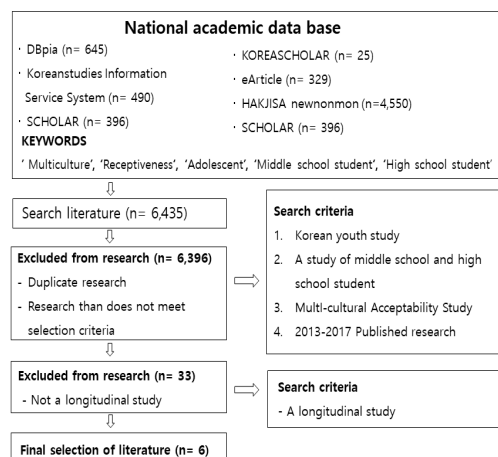 National academic data base
· DBpia (n= 645)
· Koreanstudies Information
Service System (n= 490)
· SCHOLAR (n= 396)
· KOREASCHOLAR (n= 25)
· eArticle (n= 329)
· HAKJISA newnonmon (n=4,550)
· SCHOLAR (n= 396)
KEYWORDS
‘ Multiculture’, ‘Receptiveness’, ‘Adolescent’, ‘Middle school student’, ‘High school student’
Search literature (n= 6,435)
Excluded from research (n= 6,396)
- Duplicate research
- Research than does not meet
selection criteria
Search criteria
1. Korean youth study
2. A study of middle school and high
school student
3. Multi-cultural Acceptability Study
4. 2013-2017 Published research
Excluded from research (n= 33)
- Not a longitudinal study
Search criteria
- A longitudinal study
Final selection of literature (n= 6)